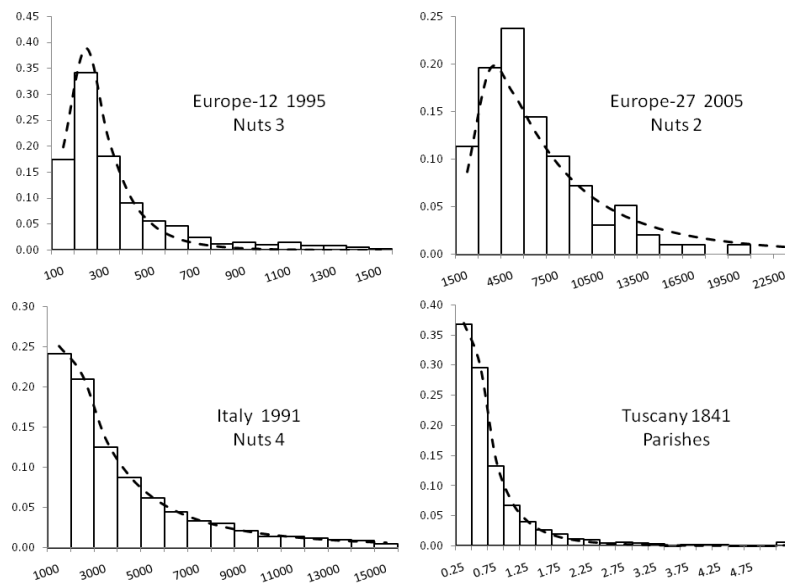 0.45
0.40
0.35
0.30
0.25
0.20
0.15
0.10
0.05
0.00
Europe-12 1995
Nuts 3
100 300 500 700 900 1100 1300 1500
0.25
0.20
0.15
0.10
0.05
0.00
Europe-27 2005
Nuts 2
1500 4500 7500 10500 13500 16500 19500 22500
0.30
0.25
0.20
0.15
0.10
0.05
0.00
Italy 1991
Nuts 4
1000 3000 5000 7000 9000 11000 13000 15000
0.40
0.35
0.30
0.25
0.20
0.15
0.10
0.05
0.00
Tuscany 1841
Parishes
0.25 0.75 1.25 1.75 2.25 2.75 3.25 3.75 4.25 4.75